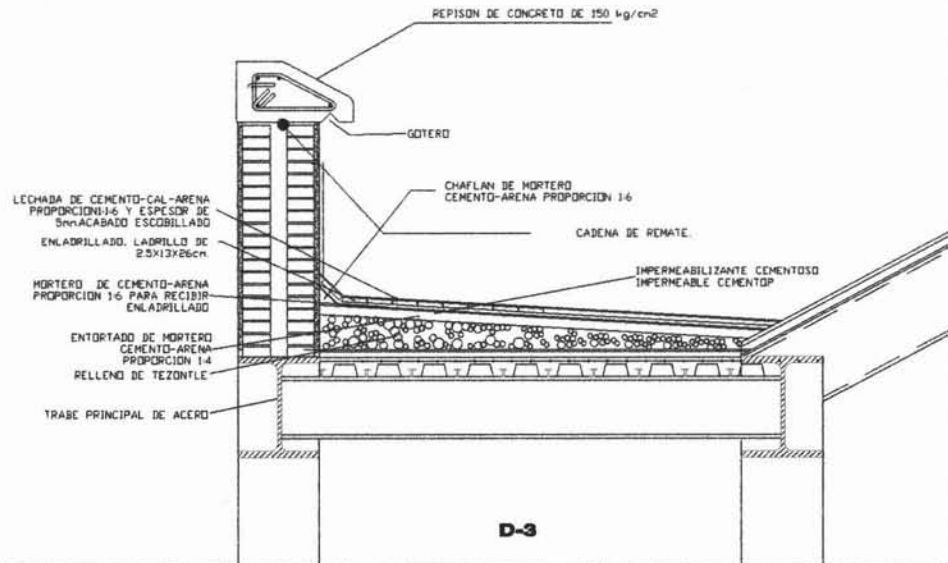 REPISON DE CONCRETO DE 150 kg/cm2
GOTERO
CHAFLAN DE MORTERO
CEMENTO-ARENA PROPORCION 1:6
LECHADA DE CEMENTO-CAL-ARENA
PROPORCION1:1:6 Y ESPESOR DE
5mm.ACABADO ESCOBILLADO
CADENA DE REMATE.
ENLADRILLADO. LADRILLO DE
2.5X13X26cm.
IMPERMEABILIZANTE CEMENTOSO
IMPERMEABLE CEMENTOP
MORTERO DE CEMENTO-ARENA
PROPORCION 1:6 PARA RECIBIR
ENLADRILLADO
ENTORTADO DE MORTERO
CEMENTO-ARENA
PROPORCION 1:4
RELLENO DE TEZONTLE
TRABE PRINCIPAL DE ACERO
D-3